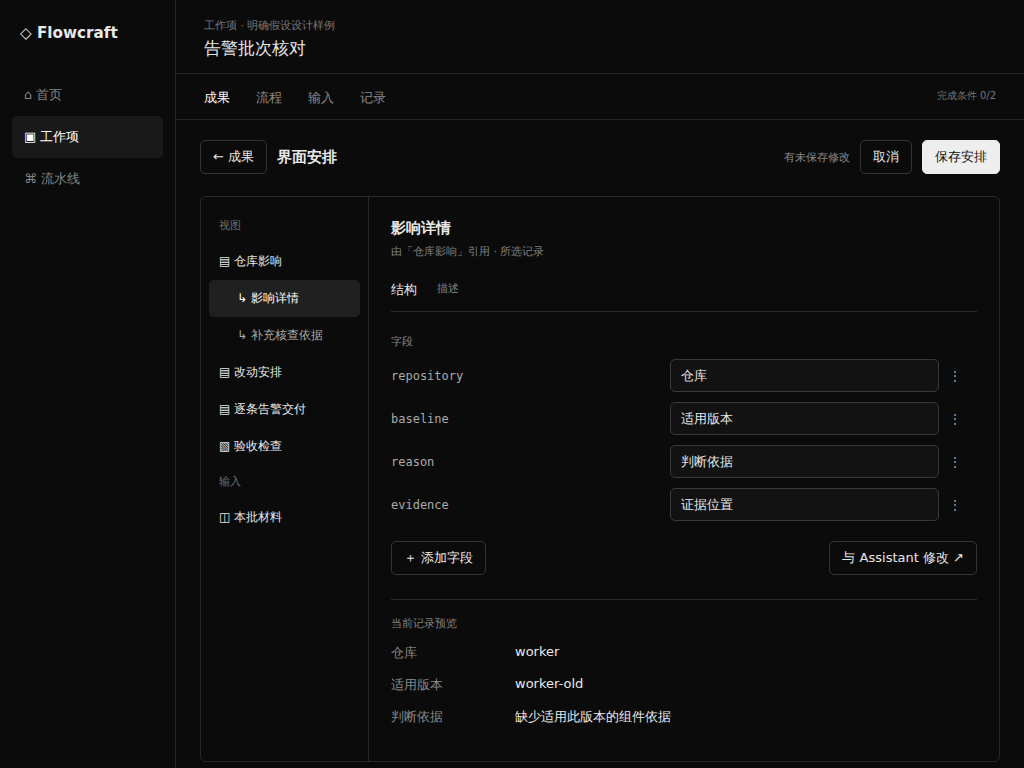 ◇ Flowcraft
⌂ 首页
▣ 工作项
⌘ 流水线
工作项 · 明确假设设计样例
告警批次核对
成果 流程 输入 记录
完成条件 0/2
← 成果
界面安排
有未保存修改
取消
保存安排
视图
▤ 仓库影响
↳ 影响详情
↳ 补充核查依据
▤ 改动安排
▤ 逐条告警交付
▧ 验收检查
输入
◫ 本批材料
影响详情
由「仓库影响」引用 · 所选记录
结构 描述
字段
repository 仓库 ⋮
baseline 适用版本 ⋮
reason 判断依据 ⋮
evidence 证据位置 ⋮
＋ 添加字段
与 Assistant 修改 ↗
当前记录预览
仓库 worker
适用版本 worker-old
判断依据 缺少适用此版本的组件依据